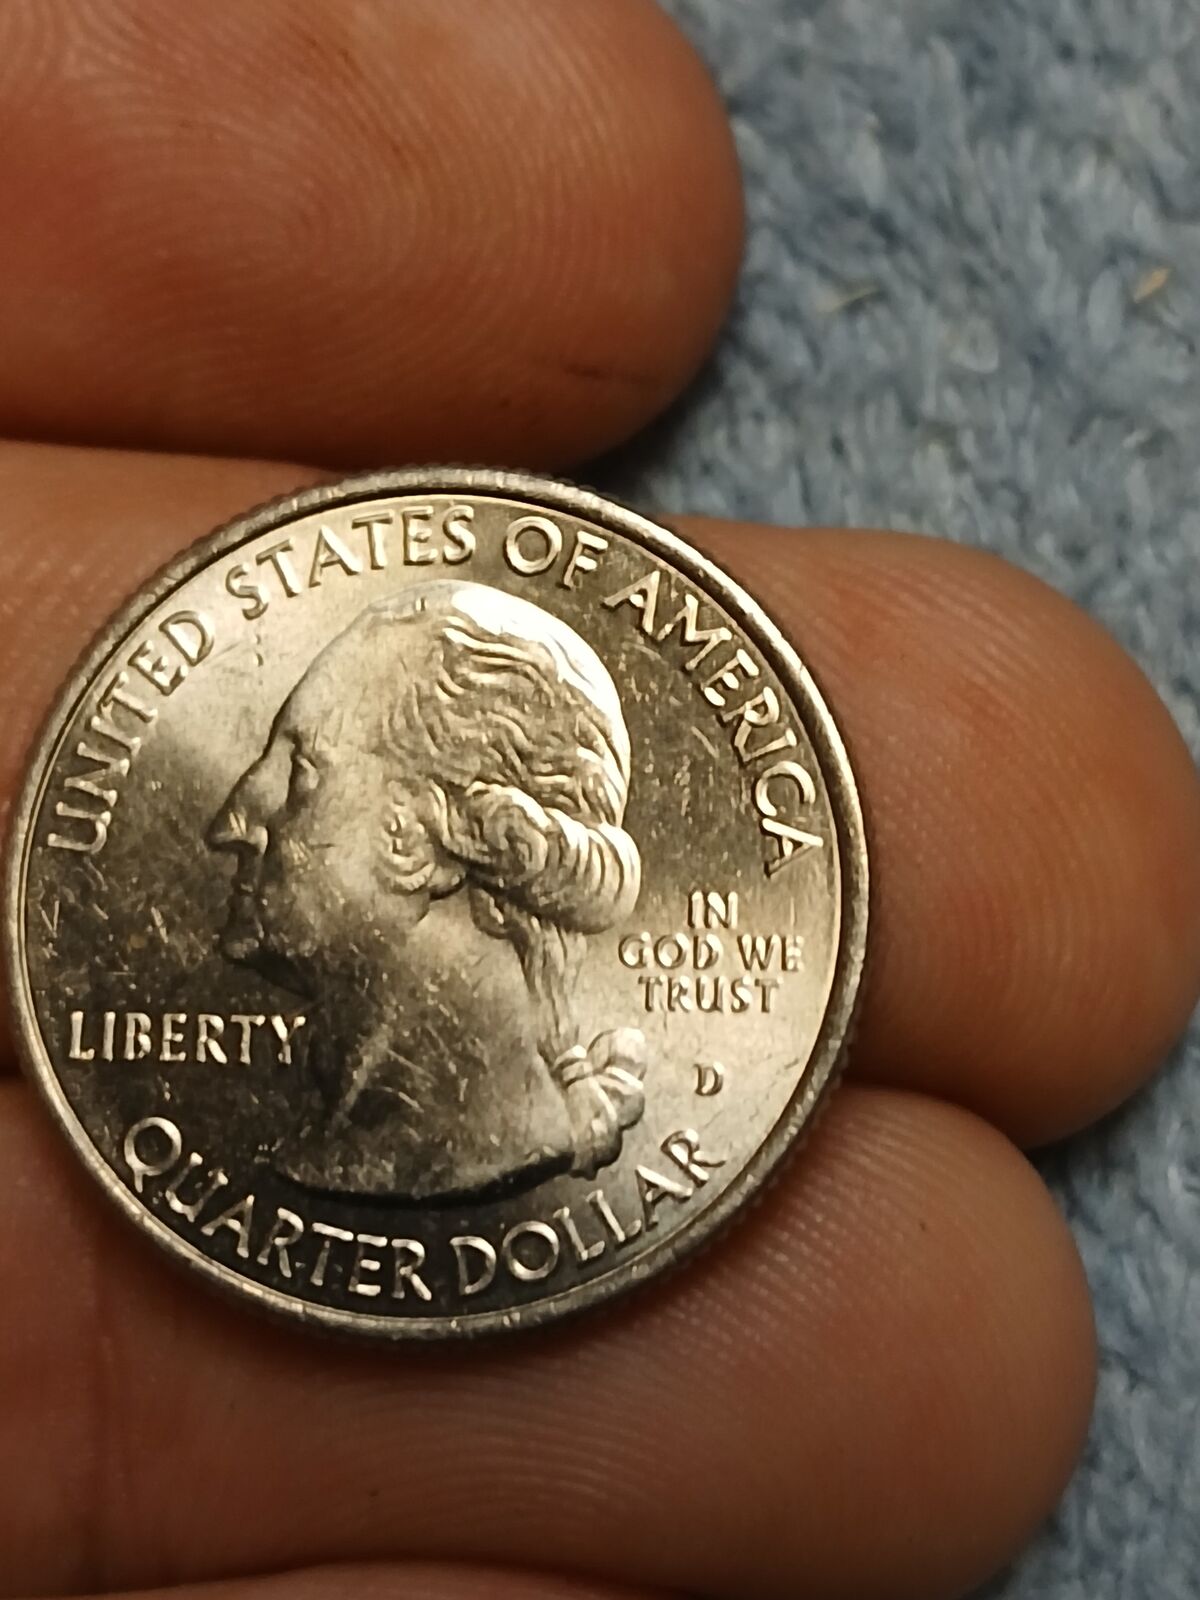 UNITED STATES OF AMERICA
IN
GOD WE
TRUST
LIBERTY
D
QUARTER DOLLAR